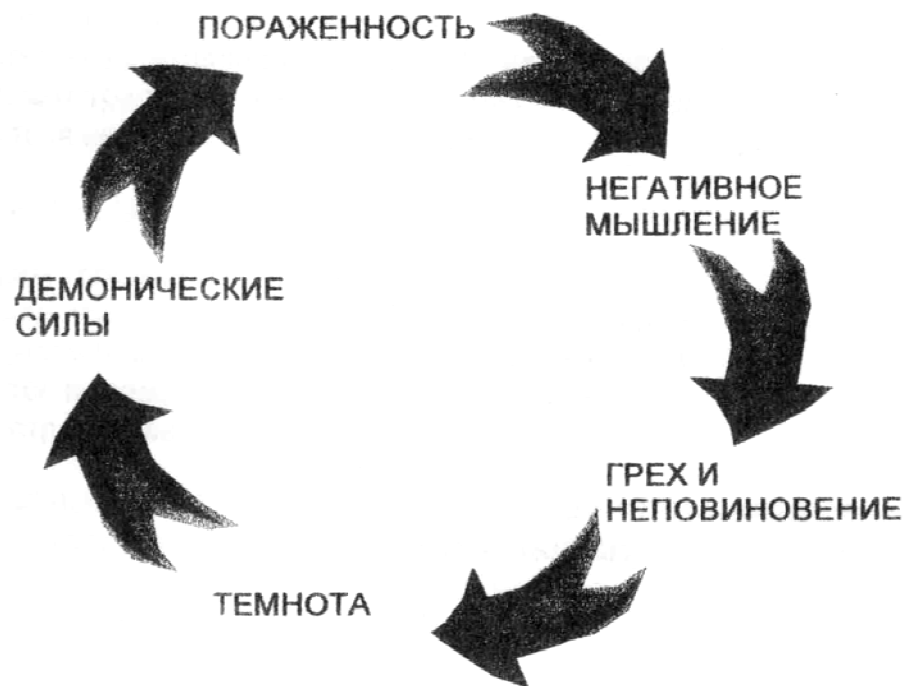 ПОРАЖЕННОСТЬ
НЕГАТИВНОЕ
МЫШЛЕНИЕ
ГРЕХ И
НЕПОВИНОВЕНИЕ
ТЕМНОТА
ДЕМОНИЧЕСКИЕ
СИЛЫ